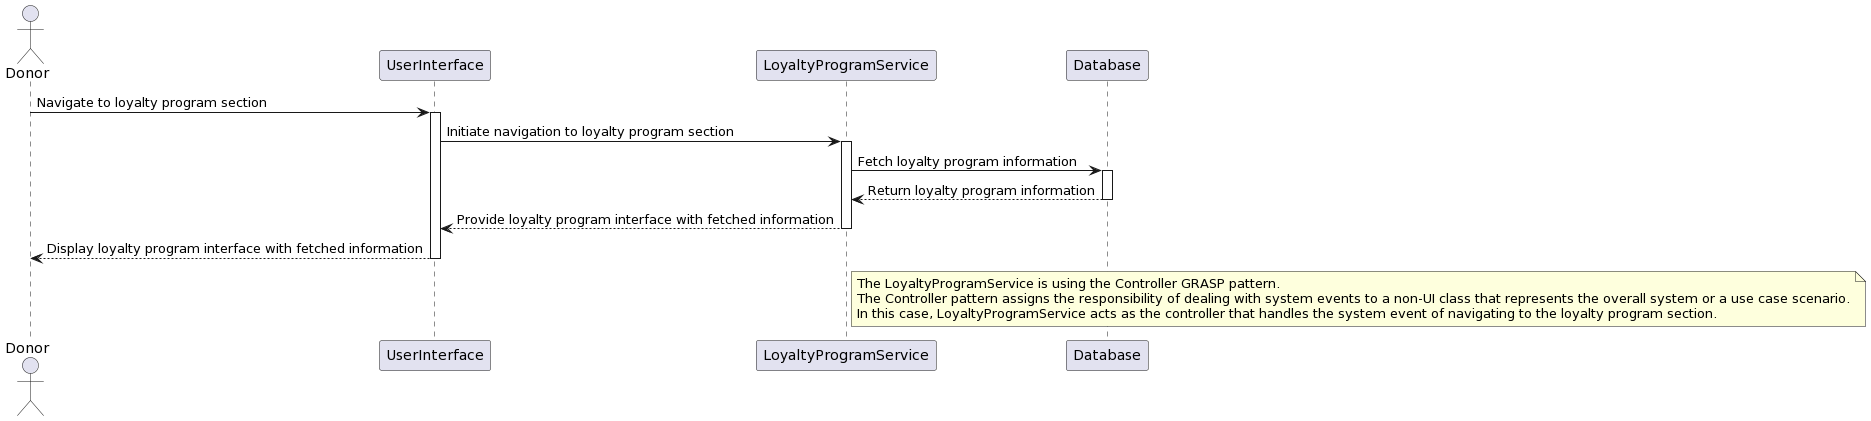 Donor
UserInterface
LoyaltyProgramService
Database
Navigate to loyalty program section
Initiate navigation to loyalty program section
Fetch loyalty program information
Return loyalty program information
Provide loyalty program interface with fetched information
Display loyalty program interface with fetched information
The LoyaltyProgramService is using the Controller GRASP pattern.
The Controller pattern assigns the responsibility of dealing with system events to a non-UI class that represents the overall system or a use case scenario.
In this case, LoyaltyProgramService acts as the controller that handles the system event of navigating to the loyalty program section.
Donor
UserInterface
LoyaltyProgramService
Database